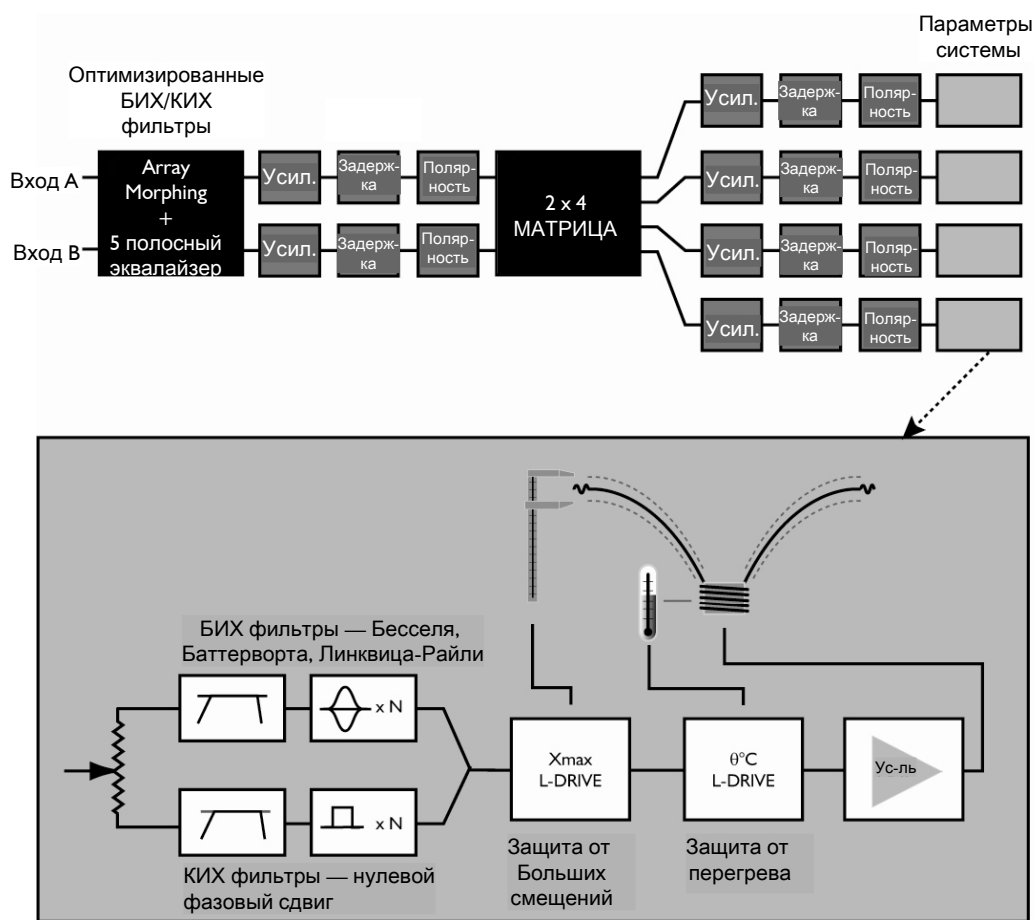 Параметры
системы
Оптимизированные
БИХ/КИХ
фильтры
Усил.
Задерж-
ка
Поляр-
ность
Вход А
Array
Morphing
+
5 полосный
эквалайзер
Усил.
Задерж-
ка
Поляр-
ность
2 x 4
МАТРИЦА
Усил.
Задерж-
ка
Поляр-
ность
Вход В
Усил.
Задерж-
ка
Поляр-
ность
Усил.
Задерж-
ка
Поляр-
ность
Усил.
Задерж-
ка
Поляр-
ность
БИХ фильтры — Бесселя,
Баттерворта, Линквица-Райли
x N
x N
Xmax
L-DRIVE
θ°C
L-DRIVE
Ус-ль
КИХ фильтры — нулевой
фазовый сдвиг
Защита от
Больших
смещений
Защита от
перегрева